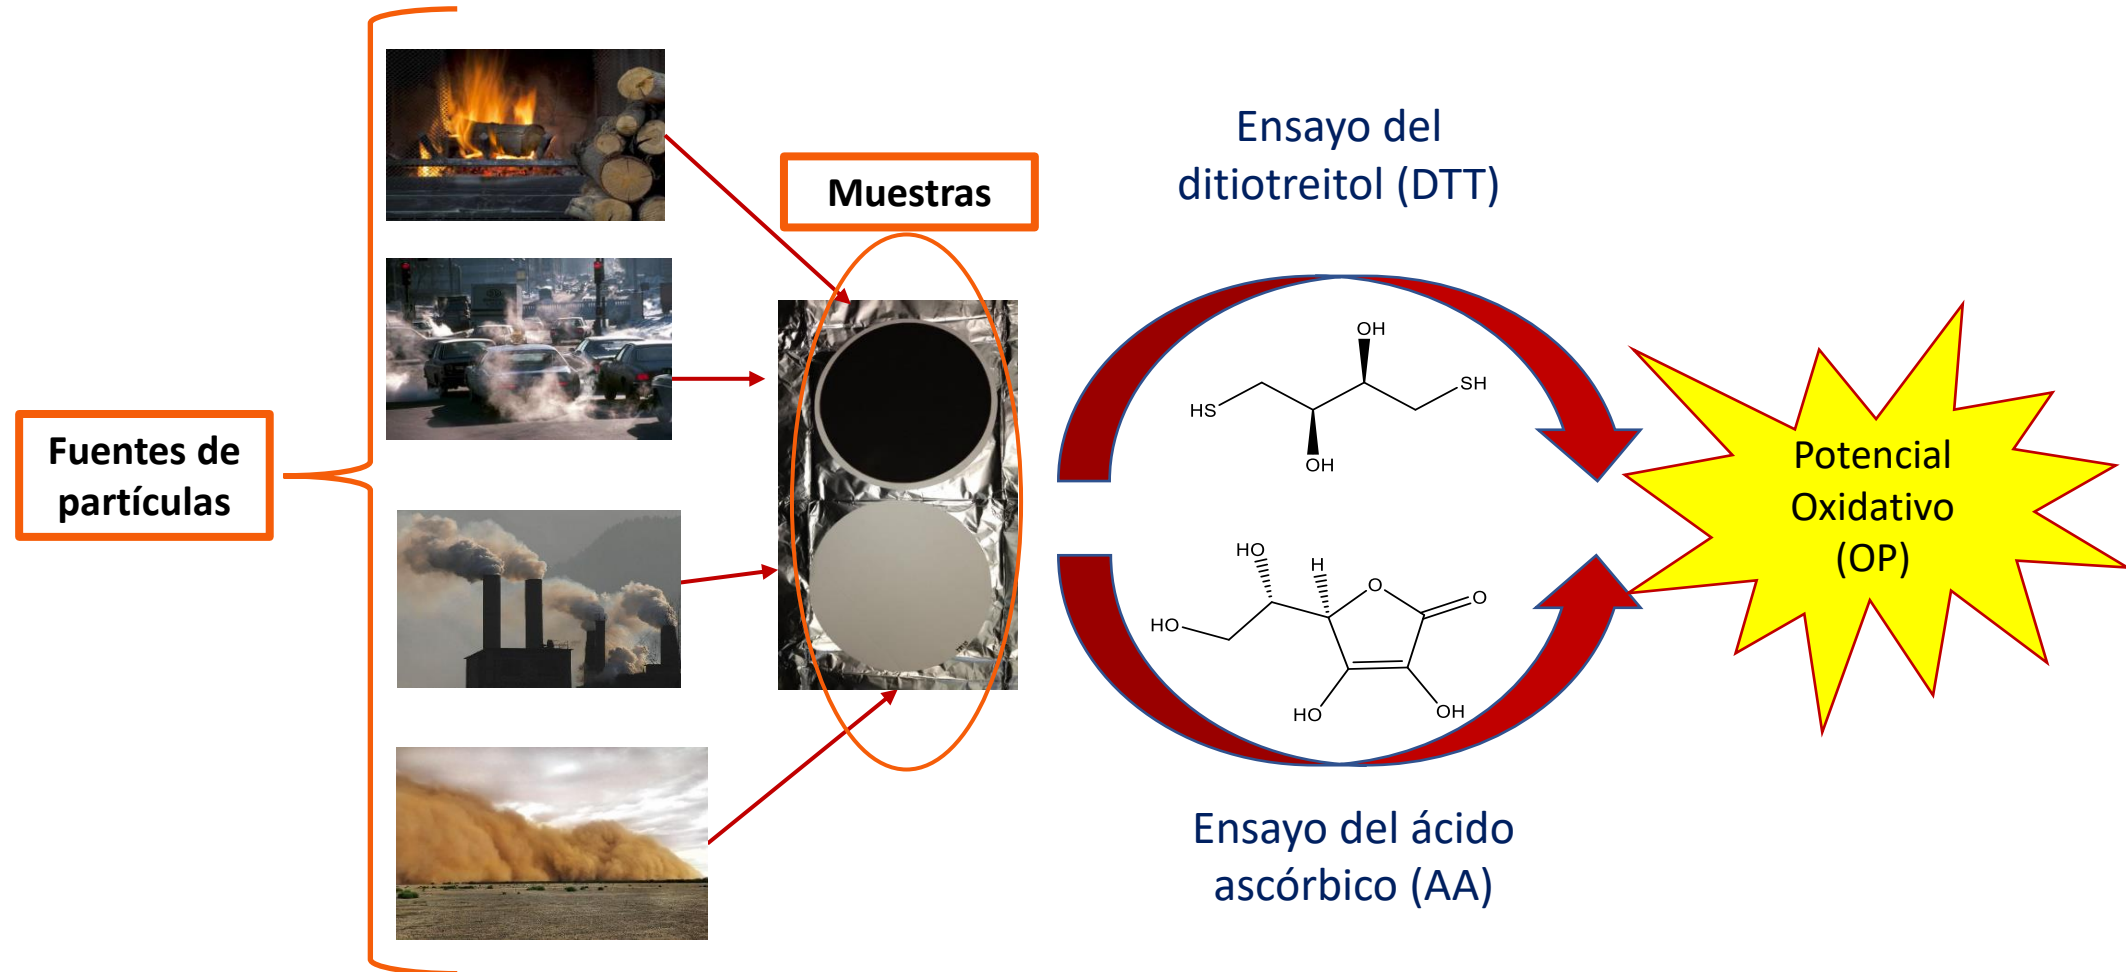 Fuentes de
partículas
Muestras
Ensayo del
ditiotreitol (DTT)
OH
SH
HS
OH
HO
H
O
O
HO
HO
OH
Ensayo del ácido
ascórbico (AA)
Potencial
Oxidativo
(OP)